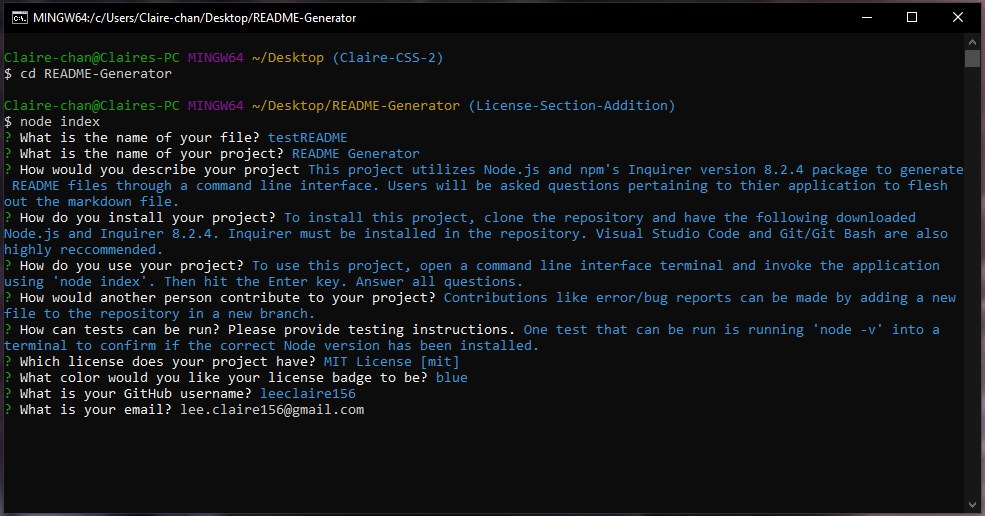 MINGW64:/c/Users/Claire-chan/Desktop/README-Generator
Claire-chan@Claires-PC MINGW64 ~/Desktop (Claire-CSS-2)
$ cd README-Generator
Claire-chan@Claires-PC MINGW64 ~/Desktop/README-Generator (License-Section-Addition)
$ node index
? What is the name of your file? testREADME
? What is the name of your project? README Generator
? How would you describe your project This project utilizes Node.js and npm's Inquirer version 8.2.4 package to generate
README files through a command line interface. Users will be asked questions pertaining to thier application to flesh
out the markdown file.
? How do you install your project? To install this project, clone the repository and have the following downloaded
Node.js and Inquirer 8.2.4. Inquirer must be installed in the repository. Visual Studio Code and Git/Git Bash are also
highly reccommended.
? How do you use your project? To use this project, open a command line interface terminal and invoke the application
using 'node index'. Then hit the Enter key. Answer all questions.
? How would another person contribute to your project? Contributions like error/bug reports can be made by adding a new
file to the repository in a new branch.
? How can tests can be run? Please provide testing instructions. One test that can be run is running 'node -v' into a
terminal to confirm if the correct Node version has been installed.
? Which license does your project have? MIT License [mit]
? What color would you like your license badge to be? blue
? What is your GitHub username? leeclaire156
? What is your email? lee.claire156@gmail.com